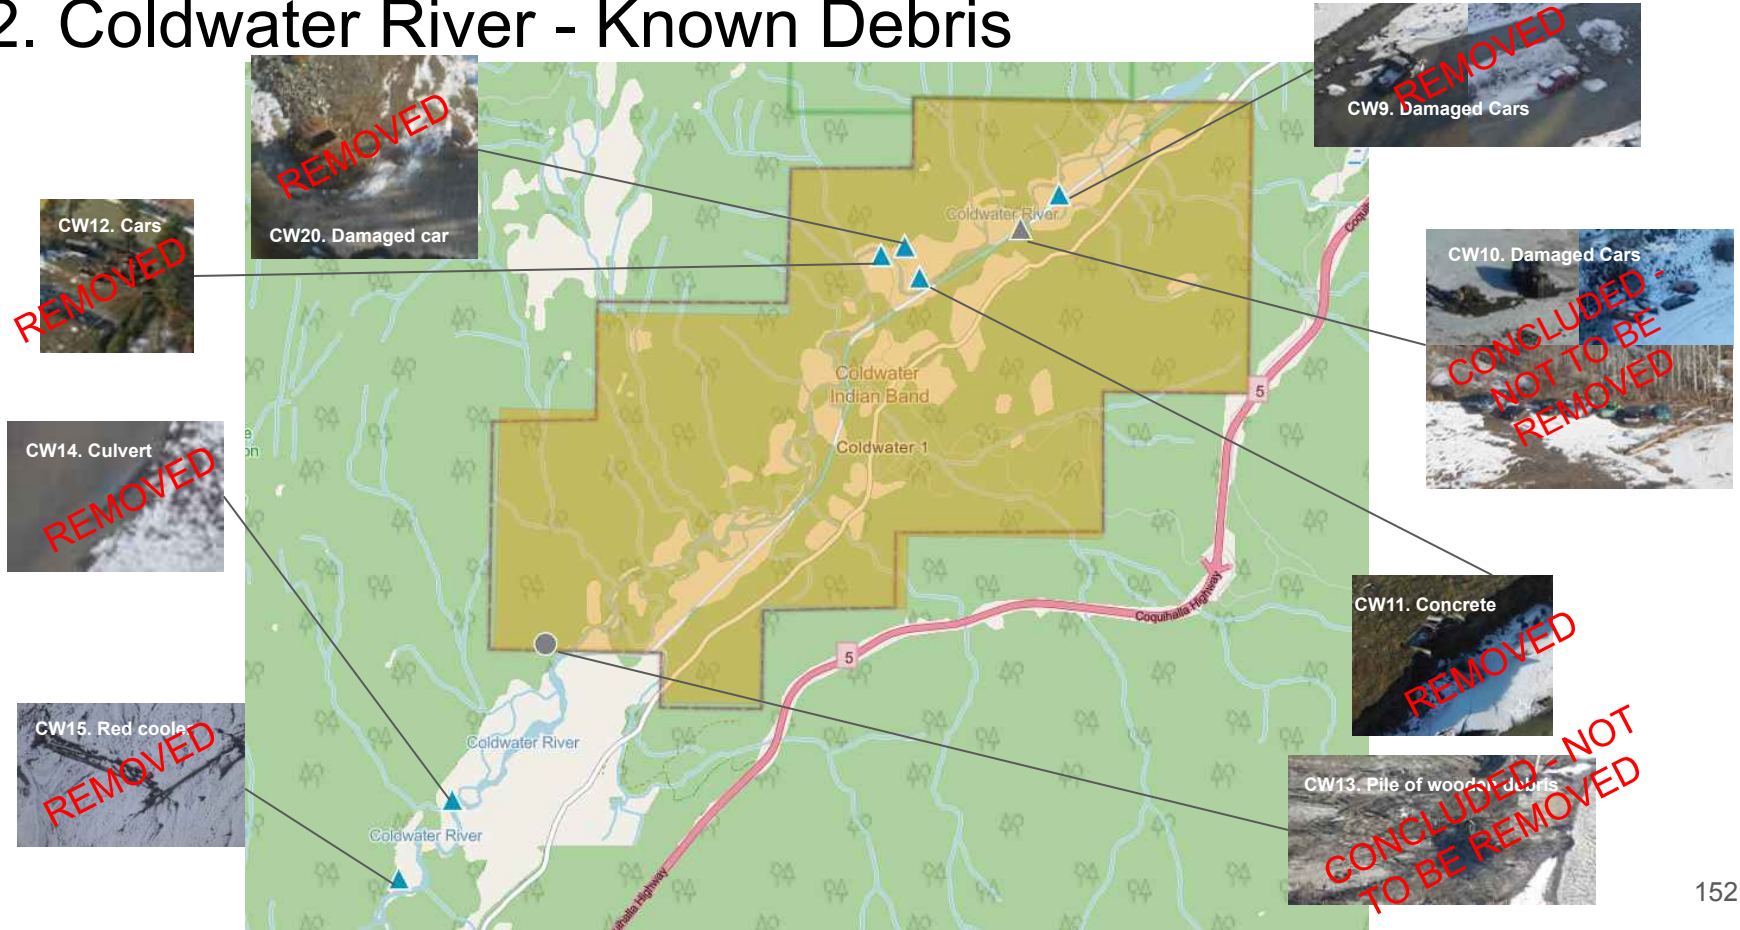 2. Coldwater River - Known Debris
REMOVED
CW20. Damaged car
REMOVED
CW9. Damaged Cars
CW12. Cars
REMOVED
CW10. Damaged Cars
CONCLUDED -
NOT TO BE
REMOVED
Coldwater River
Coldwater
Indian Band
Coldwater 1
5
CW14. Culvert
REMOVED
Coquihalla Highway
5
CW11. Concrete
REMOVED
CW15. Red cooler
REMOVED
Coldwater River
Coldwater River
CW13. Pile of wooden debris
CONCLUDED - NOT
TO BE REMOVED
152